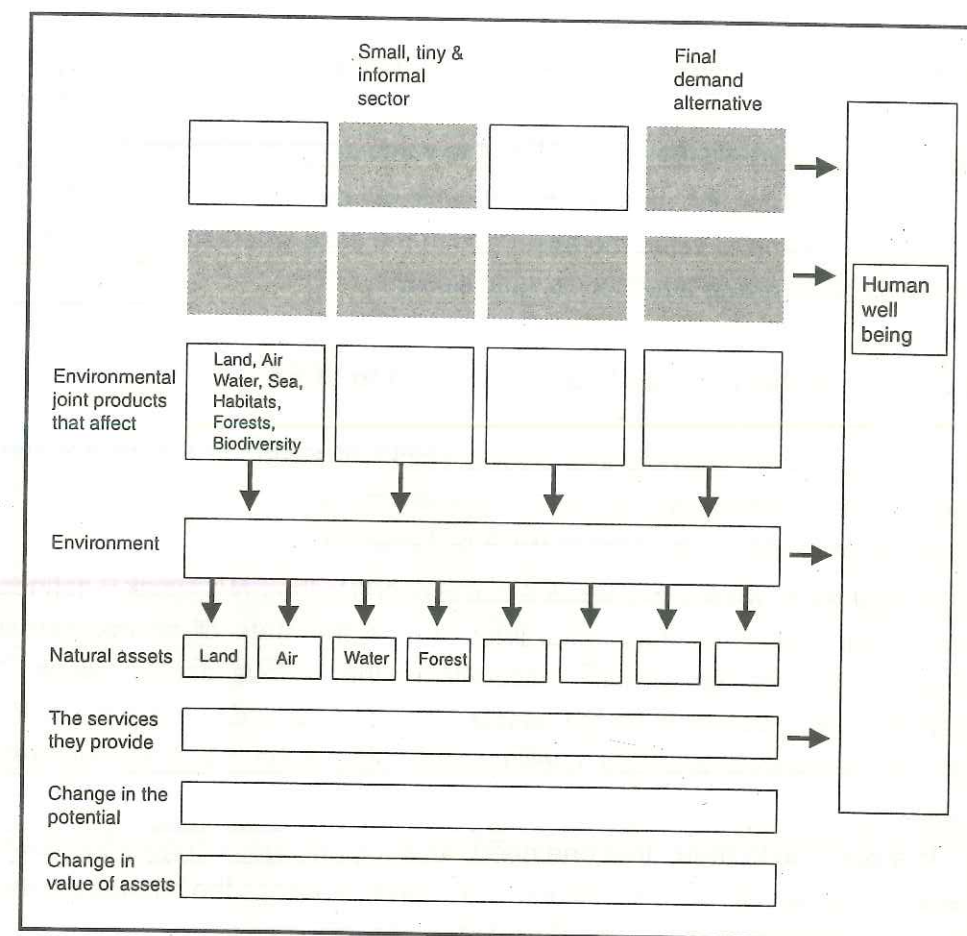 Small, tiny &
informal
sector
Final
demand
alternative
Human
well
being
Environmental
joint products
that affect
Land, Air
Water, Sea,
Habitats,
Forests,
Biodiversity
Environment
Natural assets
Land
Air
Water
Forest
The services
they provide
Change in the
potential
Change in
value of assets